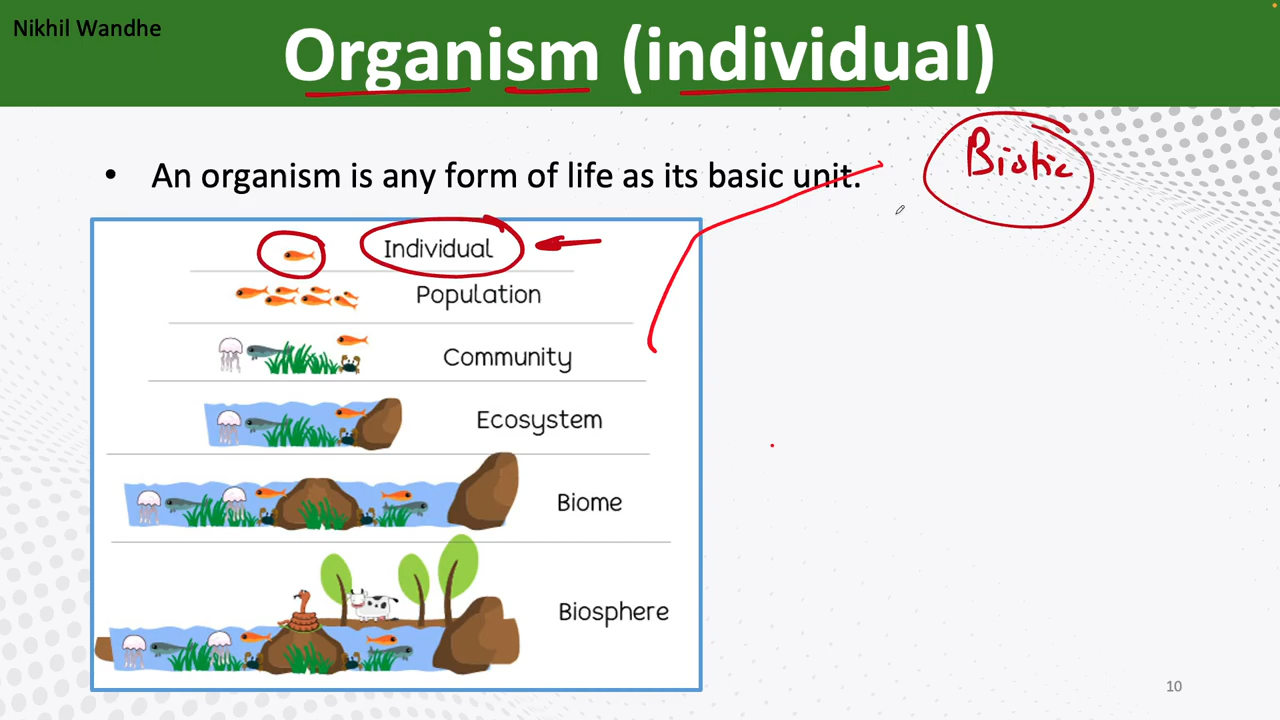 Nikhil Wandhe
Organism (individual)
• An organism is any form of life as its basic unit.
Biotic
Individual
Population
Community
Ecosystem
Biome
Biosphere
10